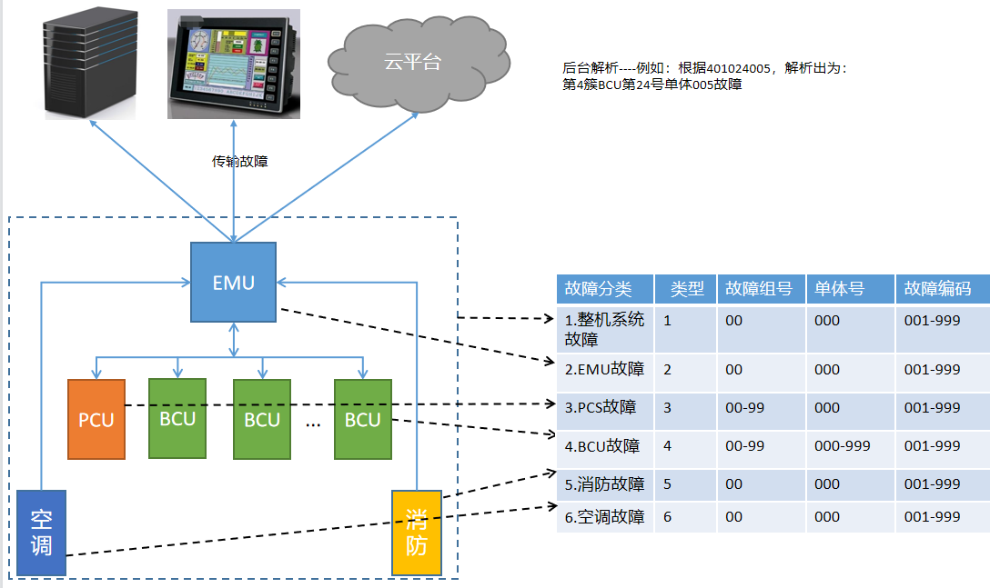 云平台
后台解析----例如：根据401024005，解析出为：
第4簇BCU第24号单体005故障
传输故障
EMU
PCU
BCU
BCU
...
BCU
空
调
消
防
故障分类 类型 故障组号 单体号 故障编码
1.整机系统
故障 1 00 000 001-999
2.EMU故障 2 00 000 001-999
3.PCS故障 3 00-99 000 001-999
4.BCU故障 4 00-99 000-999 001-999
5.消防故障 5 00 000 001-999
6.空调故障 6 00 000 001-999